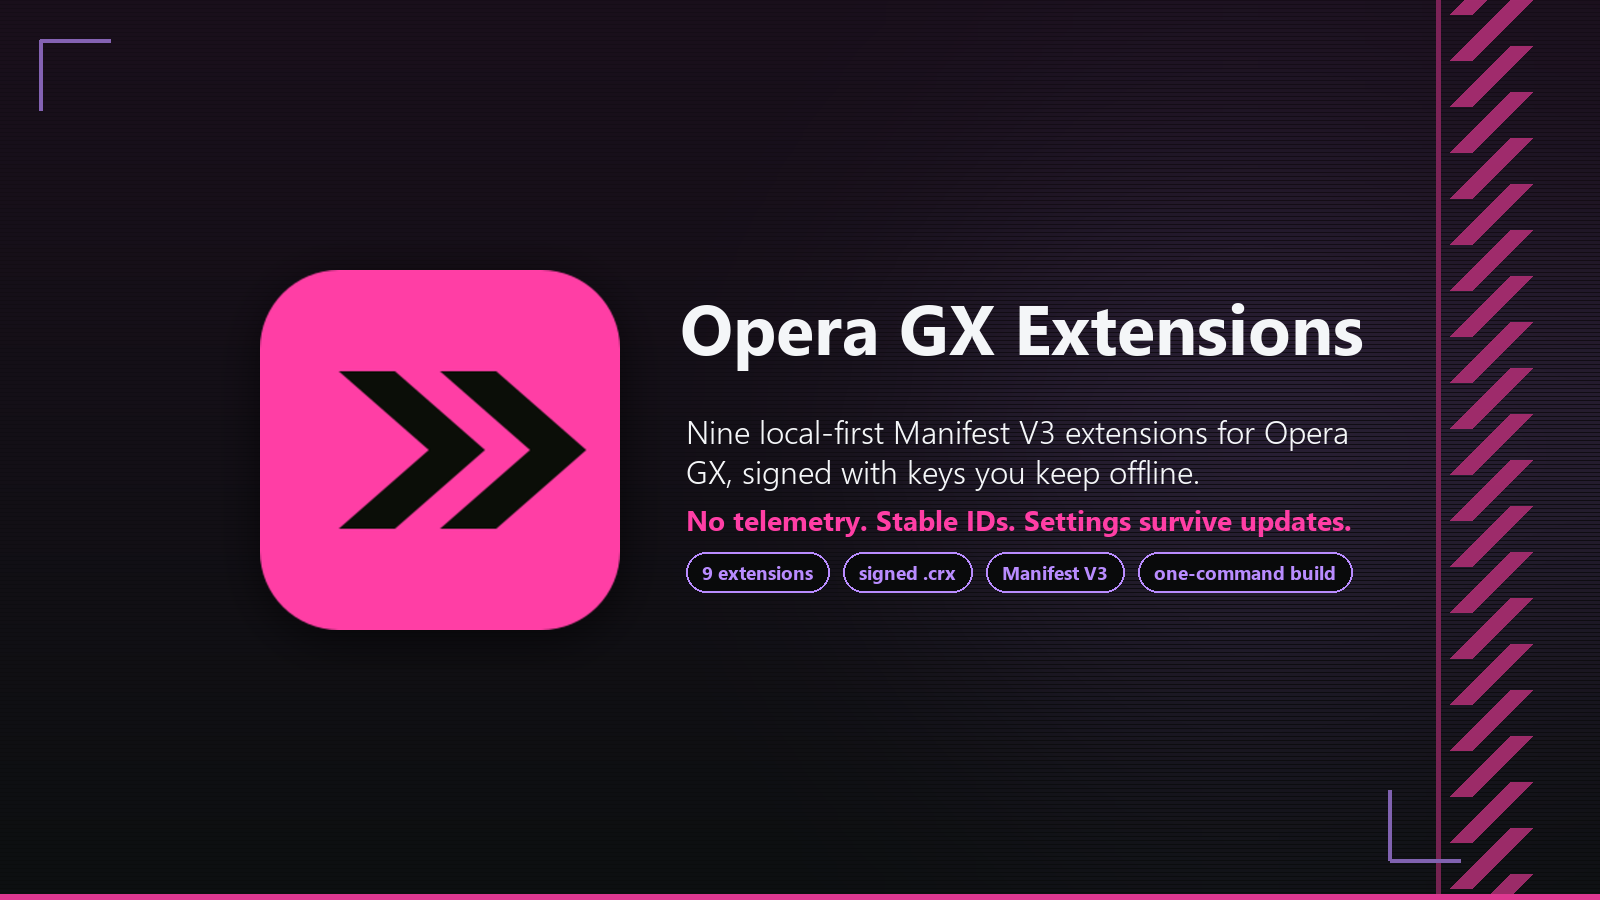 Opera GX Extensions
Nine local-first Manifest V3 extensions for Opera
GX, signed with keys you keep offline.
No telemetry. Stable IDs. Settings survive updates.
9 extensions
signed .crx
Manifest V3
one-command build